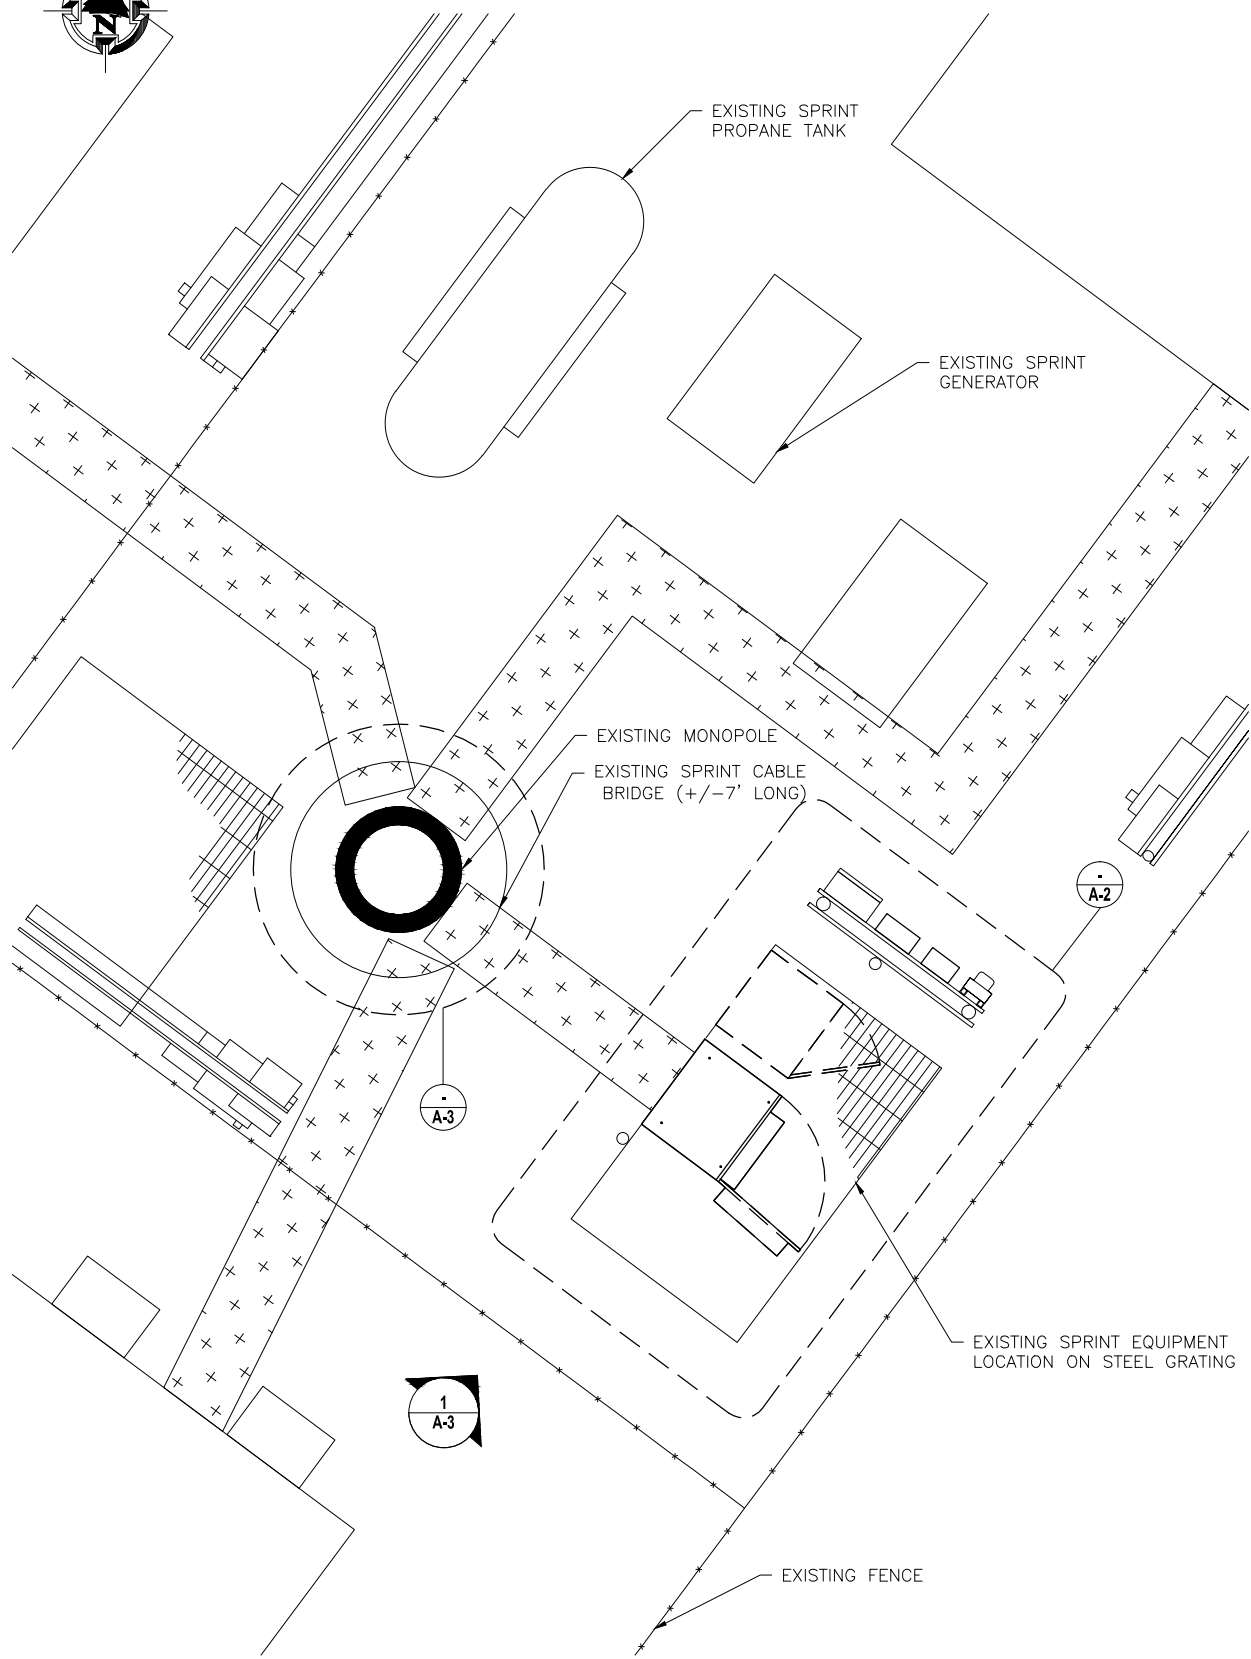 N
EXISTING SPRINT
PROPANE TANK
EXISTING SPRINT
GENERATOR
EXISTING MONOPOLE
EXISTING SPRINT CABLE
BRIDGE (+/-7' LONG)
-
A-2
-
A-3
EXISTING SPRINT EQUIPMENT
LOCATION ON STEEL GRATING
1
A-3
EXISTING FENCE